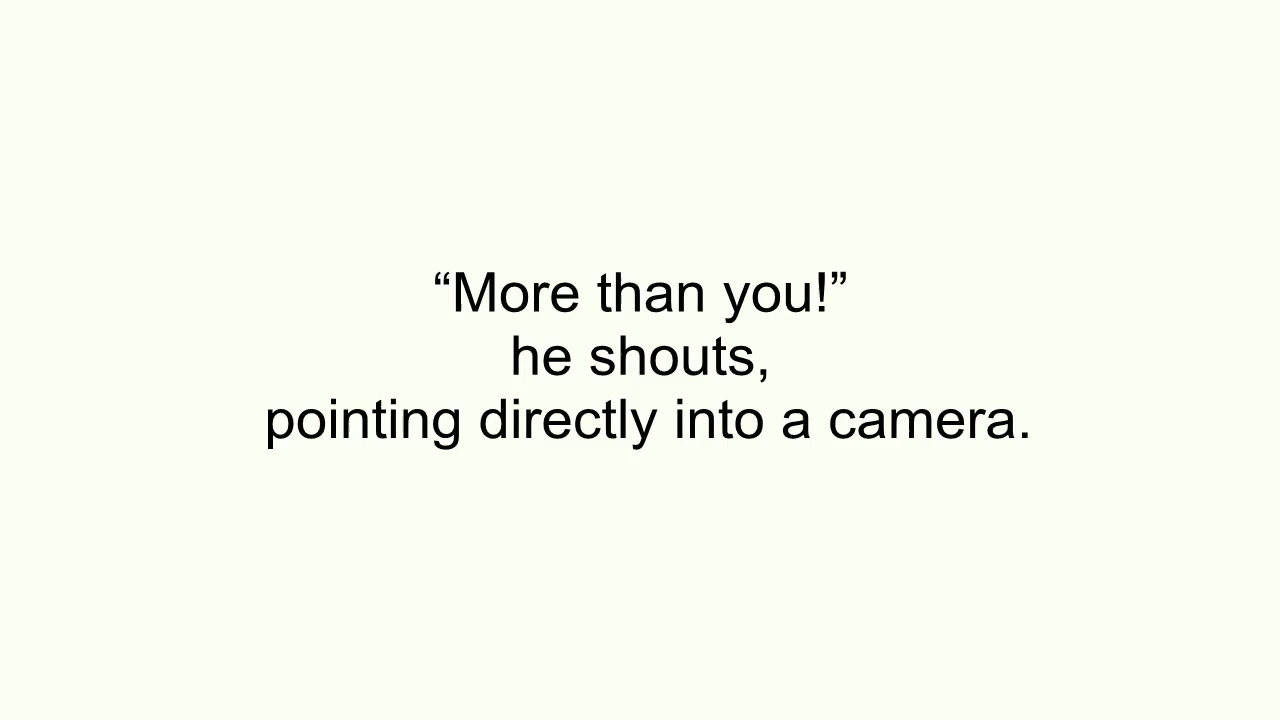 “More than you!”
he shouts,
pointing directly into a camera.